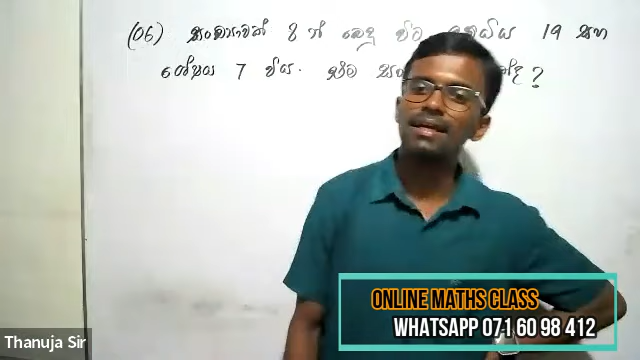 (06) සංඛ්‍යාවක් 8 න් බෙදූ විට ලබ්ධිය 19 සහ
ශේෂය 7 විය. එම
?
ONLINE MATHS CLASS
WHATSAPP 071 60 98 412
Thanuja Sir